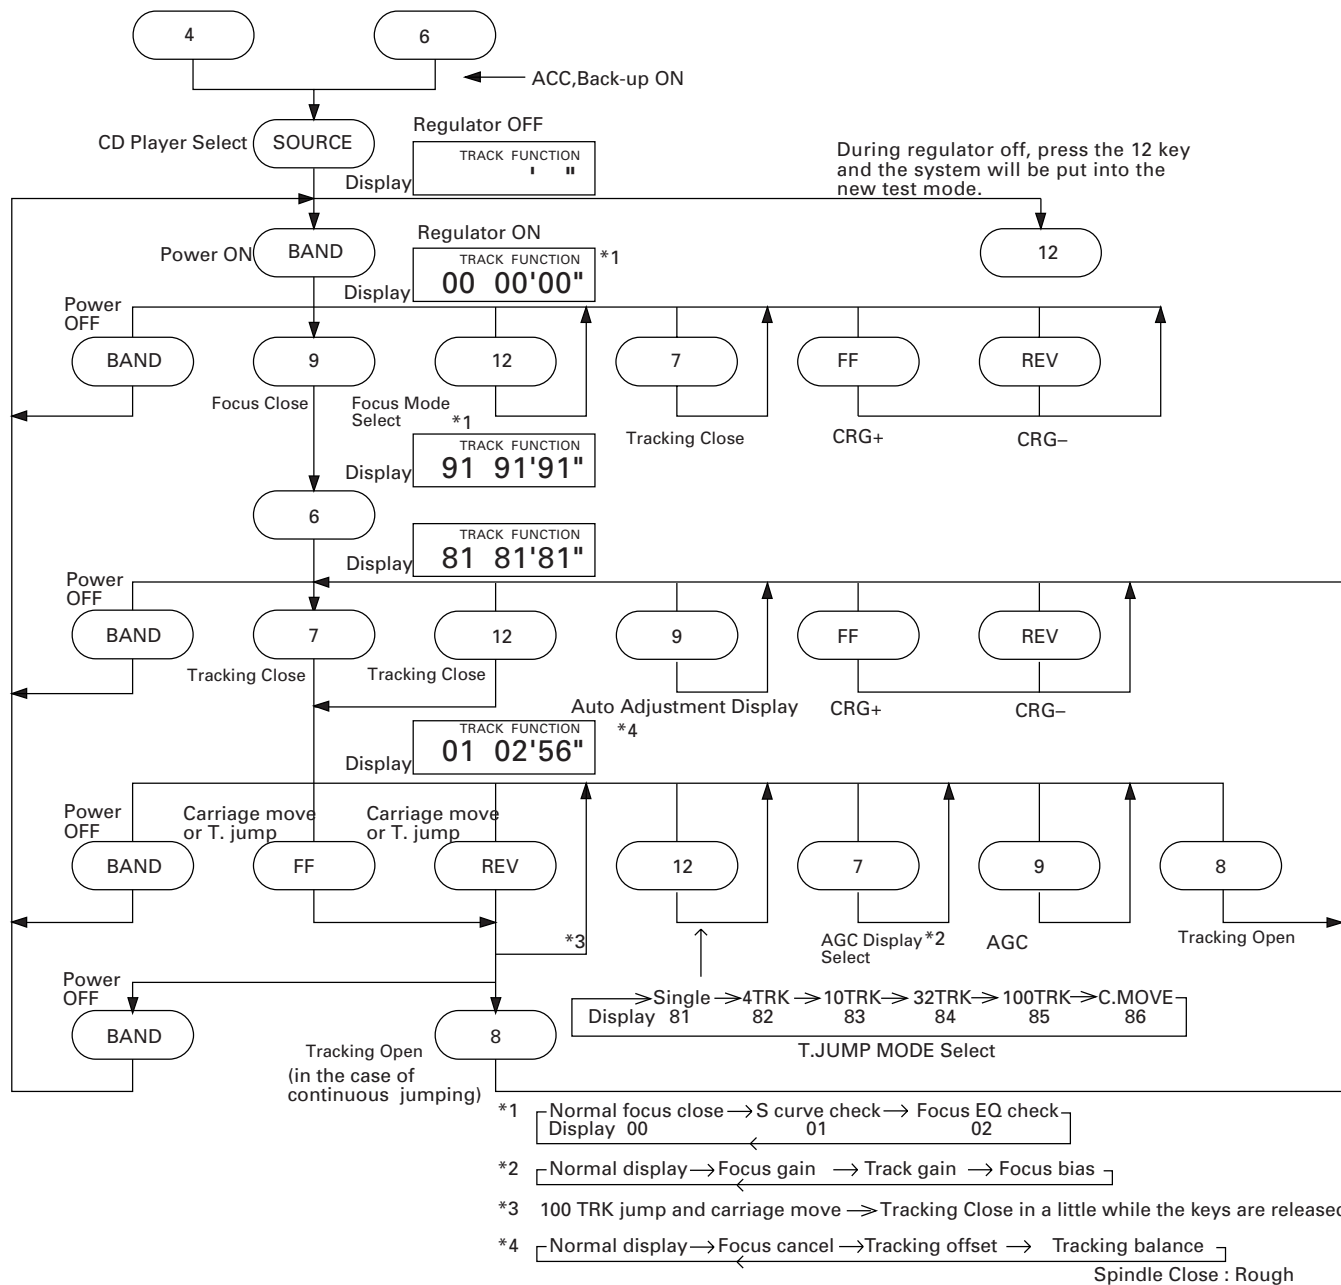 4
6
ACC,Back-up ON
CD Player Select
SOURCE
Regulator OFF
TRACK FUNCTION
' "
Display
During regulator off, press the 12 key
and the system will be put into the
new test mode.
Power ON
BAND
Regulator ON
TRACK FUNCTION
00 00'00"
*1
Display
12
Power
OFF
BAND
9
12
7
FF
REV
Focus Close
Focus Mode
Select
*1
Tracking Close
CRG+
CRG–
TRACK FUNCTION
91 91'91"
Display
6
TRACK FUNCTION
81 81'81"
Display
Power
OFF
BAND
7
12
9
FF
REV
Tracking Close
Tracking Close
Auto Adjustment Display
*4
CRG+
CRG–
TRACK FUNCTION
01 02'56"
Display
Power
OFF
Carriage move
or T. jump
Carriage move
or T. jump
BAND
FF
REV
12
7
9
8
*3
AGC Display *2
Select
AGC
Tracking Open
Power
OFF
BAND
8
Tracking Open
(in the case of
continuous jumping)
Single 4TRK 10TRK 32TRK 100TRK C.MOVE
Display 81 82 83 84 85 86
T.JUMP MODE Select
*1 Normal focus close S curve check Focus EQ check
Display 00 01 02
*2 Normal display Focus gain Track gain Focus bias
*3 100 TRK jump and carriage move Tracking Close in a little while the keys are released
*4 Normal display Focus cancel Tracking offset Tracking balance
Spindle Close : Rough